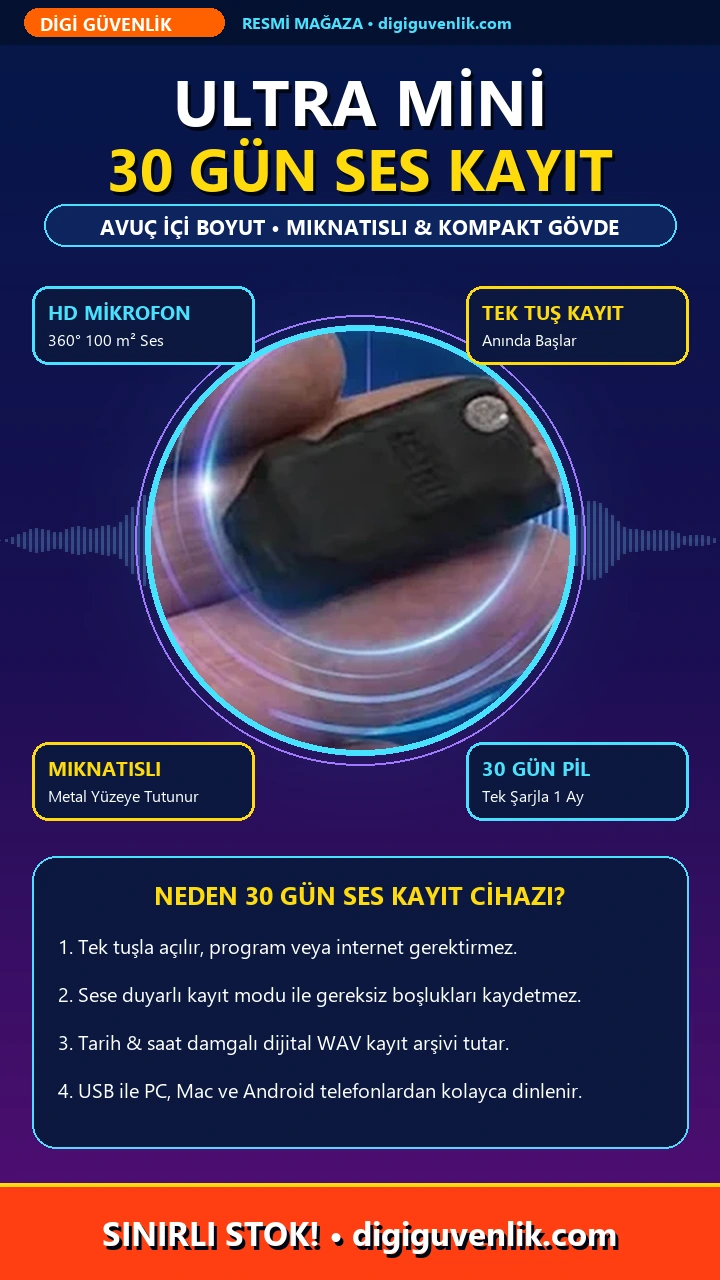 DİGİ GÜVENLİK
RESMİ MAĞAZA • digiguvenlik.com
ULTRA MİNİ
30 GÜN SES KAYIT
AVUÇ İÇİ BOYUT • MIKNATISLI & KOMPAKT GÖVDE
HD MİKROFON
360° 100 m² Ses
TEK TUŞ KAYIT
Anında Başlar
MIKNATISLI
Metal Yüzeye Tutunur
30 GÜN PİL
Tek Şarjla 1 Ay
NEDEN 30 GÜN SES KAYIT CİHAZI?
1. Tek tuşla açılır, program veya internet gerektirmez.
2. Sese duyarlı kayıt modu ile gereksiz boşlukları kaydetmez.
3. Tarih & saat damgalı dijital WAV kayıt arşivi tutar.
4. USB ile PC, Mac ve Android telefonlardan kolayca dinlenir.
SINIRLI STOK! • digiguvenlik.com